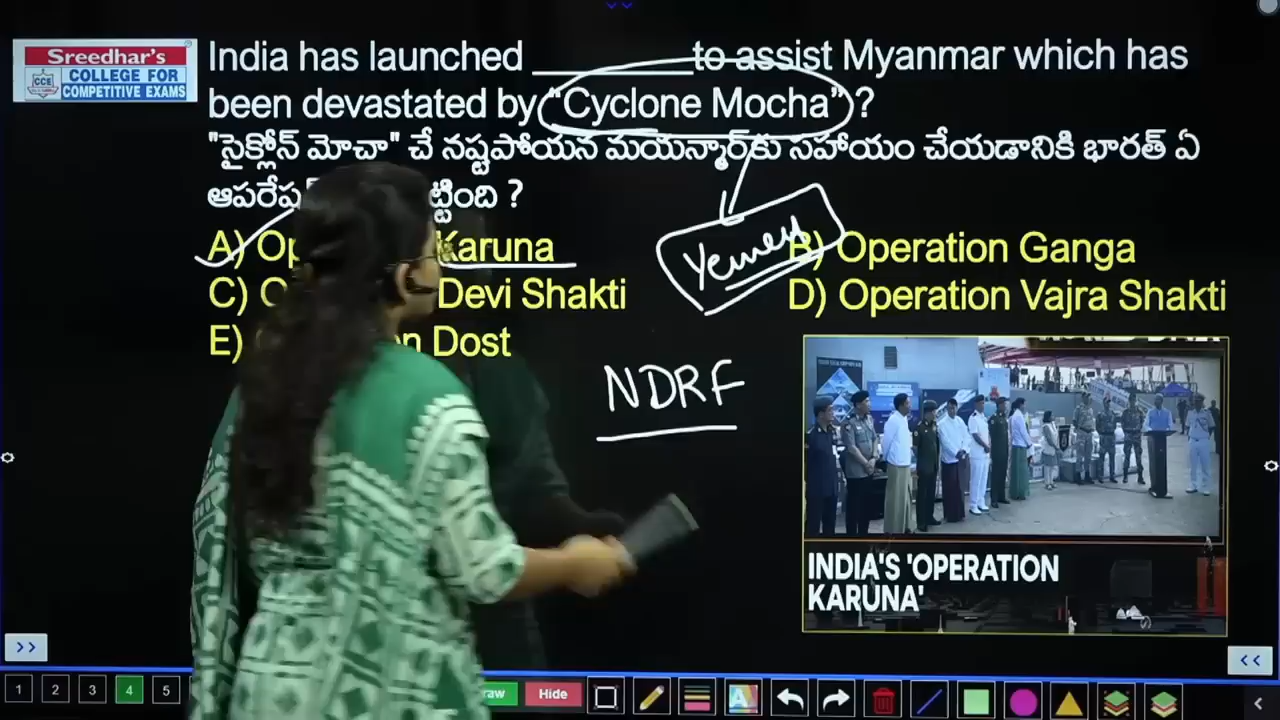 Sreedhar's
CCE
COLLEGE FOR
COMPETITIVE EXAMS
India has launched ________ to assist Myanmar which has
been devastated by "Cyclone Mocha" ?
"సైక్లోన్ మోచా" చే నష్టపోయన మయన్మార్‌కు సహాయం చేయడానికి భారత్ ఏ
?
A) Karuna
B) Operation Ganga
C) Devi Shakti
D) Operation Vajra Shakti
E) Dost
Yemen
NDRF
INDIA'S 'OPERATION
KARUNA'
>>
<<
1 2 3 4 5
Hide